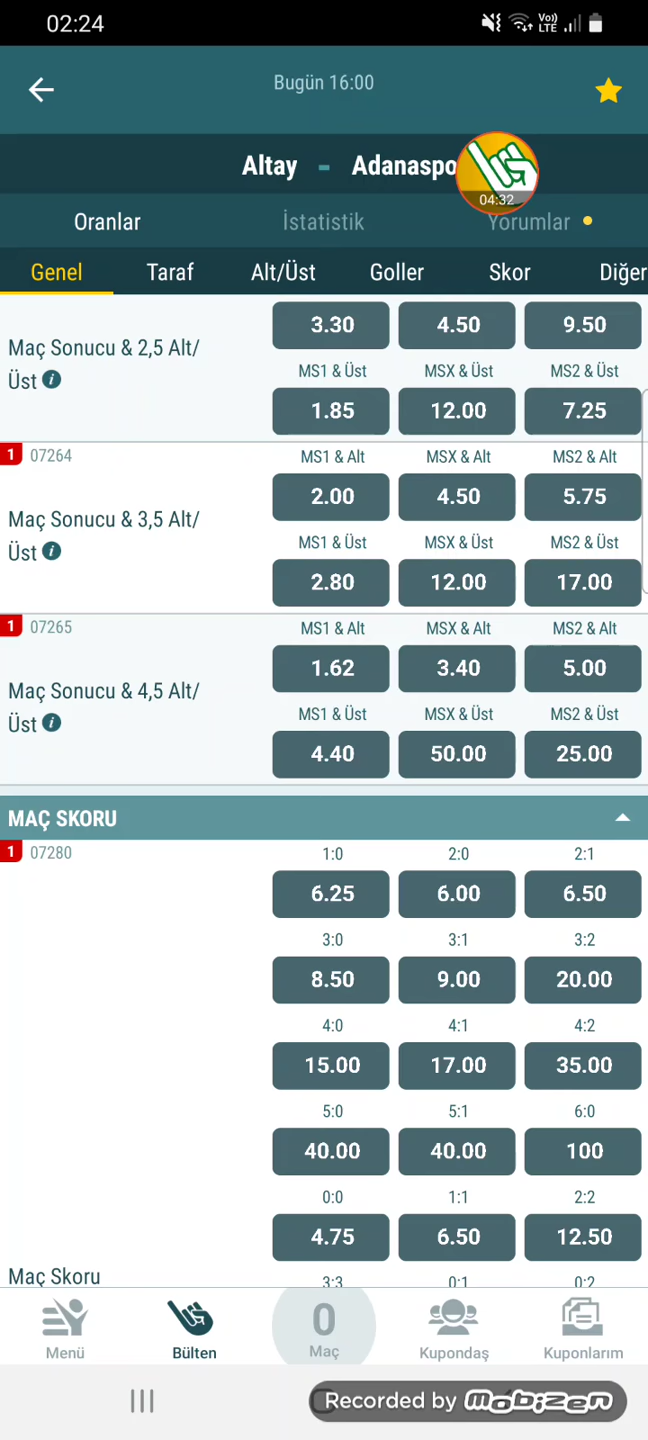 02:24
Vo))
LTE
Bugün 16:00
Altay - Adanaspo
04:32
Oranlar İstatistik Yorumlar
Genel Taraf Alt/Üst Goller Skor Diğer
3.30 4.50 9.50
Maç Sonucu & 2,5 Alt/
Üst
MS1 & Üst MSX & Üst MS2 & Üst
1.85 12.00 7.25
1 07264 MS1 & Alt MSX & Alt MS2 & Alt
2.00 4.50 5.75
Maç Sonucu & 3,5 Alt/
Üst
MS1 & Üst MSX & Üst MS2 & Üst
2.80 12.00 17.00
1 07265 MS1 & Alt MSX & Alt MS2 & Alt
1.62 3.40 5.00
Maç Sonucu & 4,5 Alt/
Üst
MS1 & Üst MSX & Üst MS2 & Üst
4.40 50.00 25.00
MAÇ SKORU
1 07280 1:0 2:0 2:1
6.25 6.00 6.50
3:0 3:1 3:2
8.50 9.00 20.00
4:0 4:1 4:2
15.00 17.00 35.00
5:0 5:1 6:0
40.00 40.00 100
0:0 1:1 2:2
4.75 6.50 12.50
Maç Skoru 3:3 0:1 0:2
0
Menü Bülten Maç Kupondaş Kuponlarım
Recorded by mobizen